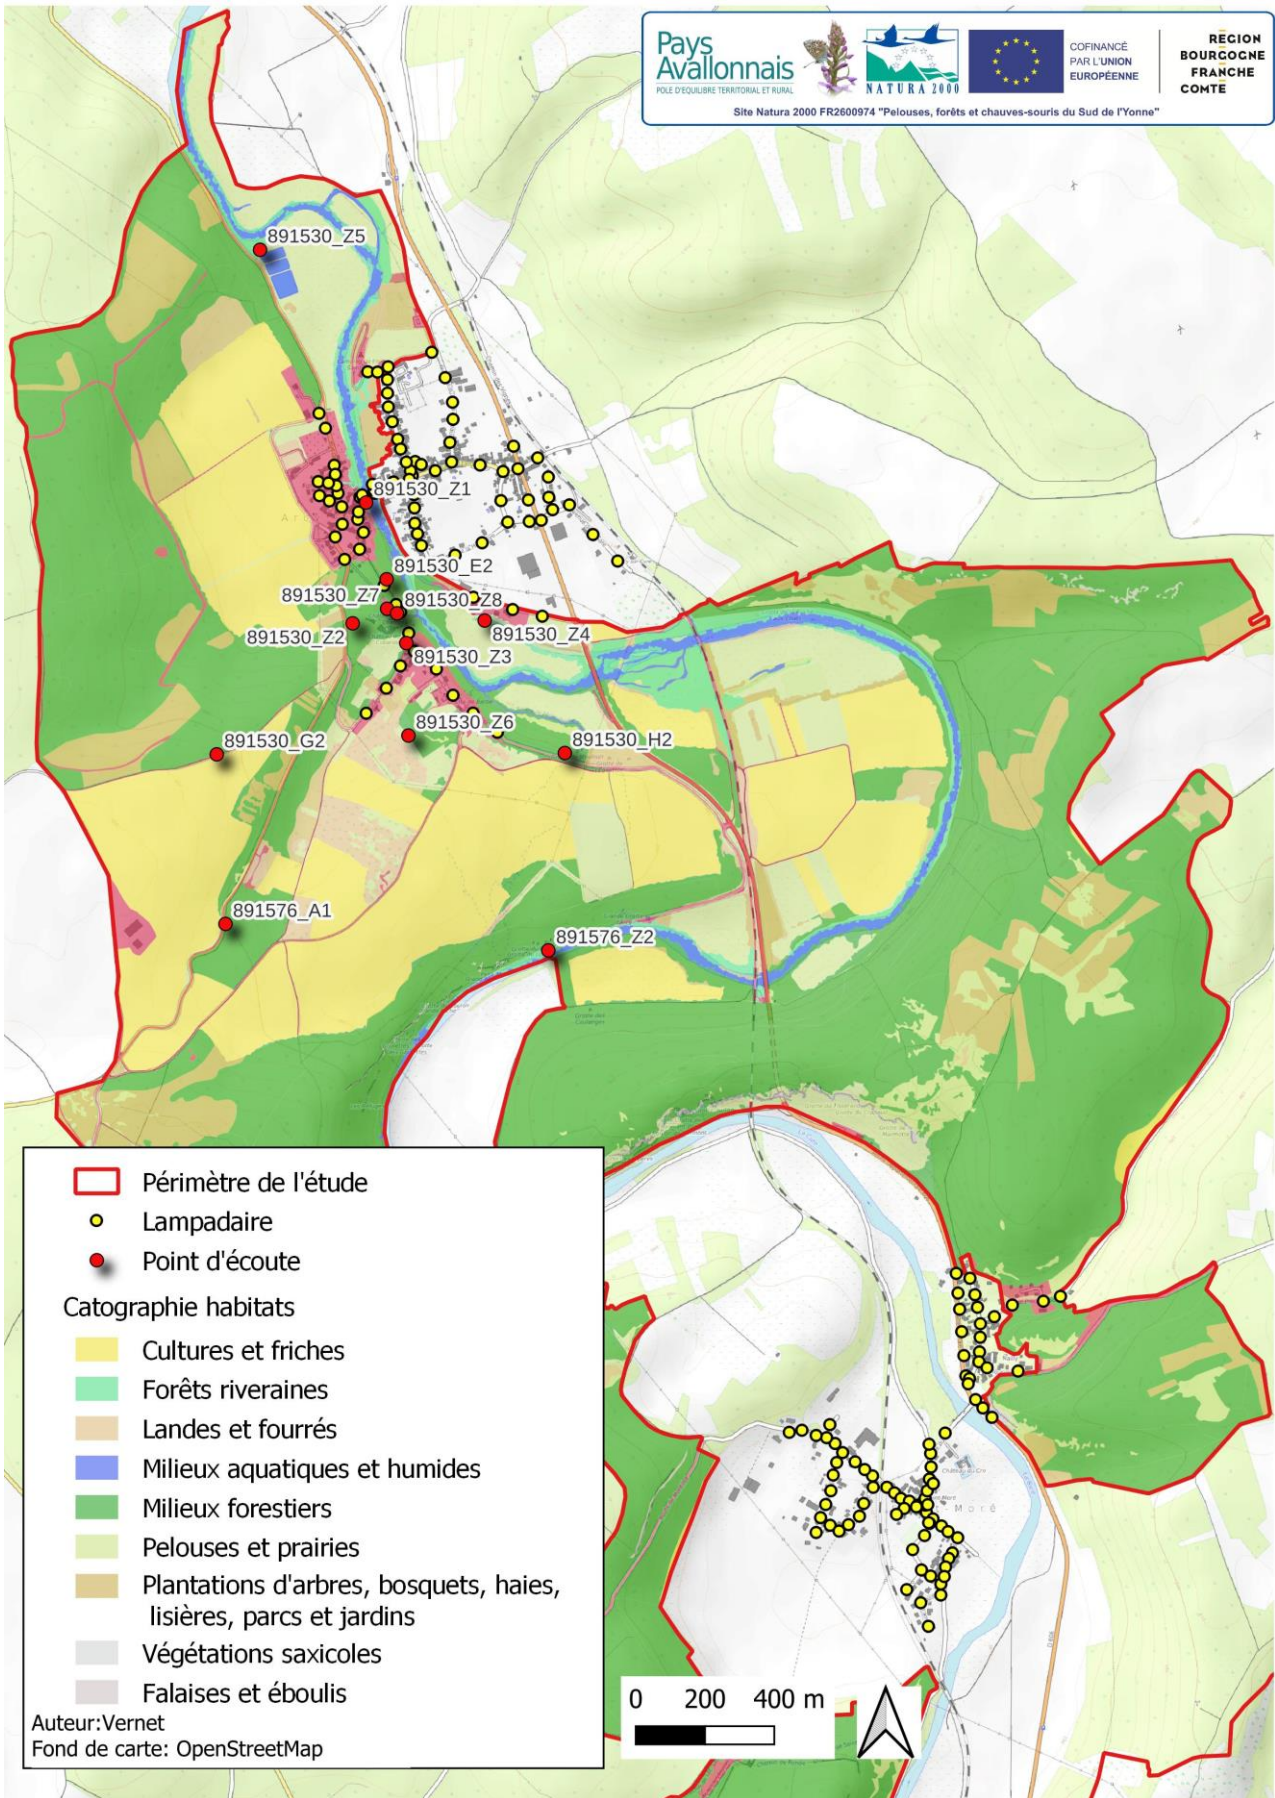 Pays
Avallonnais
POLE D'EQUILIBRE TERRITORIAL ET RURAL
NATURA 2000
COFINANCÉ
PAR L'UNION
EUROPÉENNE
REGION
BOURGOGNE
FRANCHE
COMTE
Site Natura 2000 FR2600974 "Pelouses, forêts et chauves-souris du Sud de l'Yonne"
891530_Z5
891530_Z1
891530_E2
891530_Z7
891530_Z8
891530_Z2
891530_Z4
891530_Z3
891530_Z6
891530_G2
891530_H2
891576_A1
891576_Z2
Château du Cre
Moré
Périmètre de l'étude
Lampadaire
Point d'écoute
Catographie habitats
Cultures et friches
Forêts riveraines
Landes et fourrés
Milieux aquatiques et humides
Milieux forestiers
Pelouses et prairies
Plantations d'arbres, bosquets, haies,
lisières, parcs et jardins
Végétations saxicoles
Falaises et éboulis
Auteur:Vernet
Fond de carte: OpenStreetMap
0 200 400 m